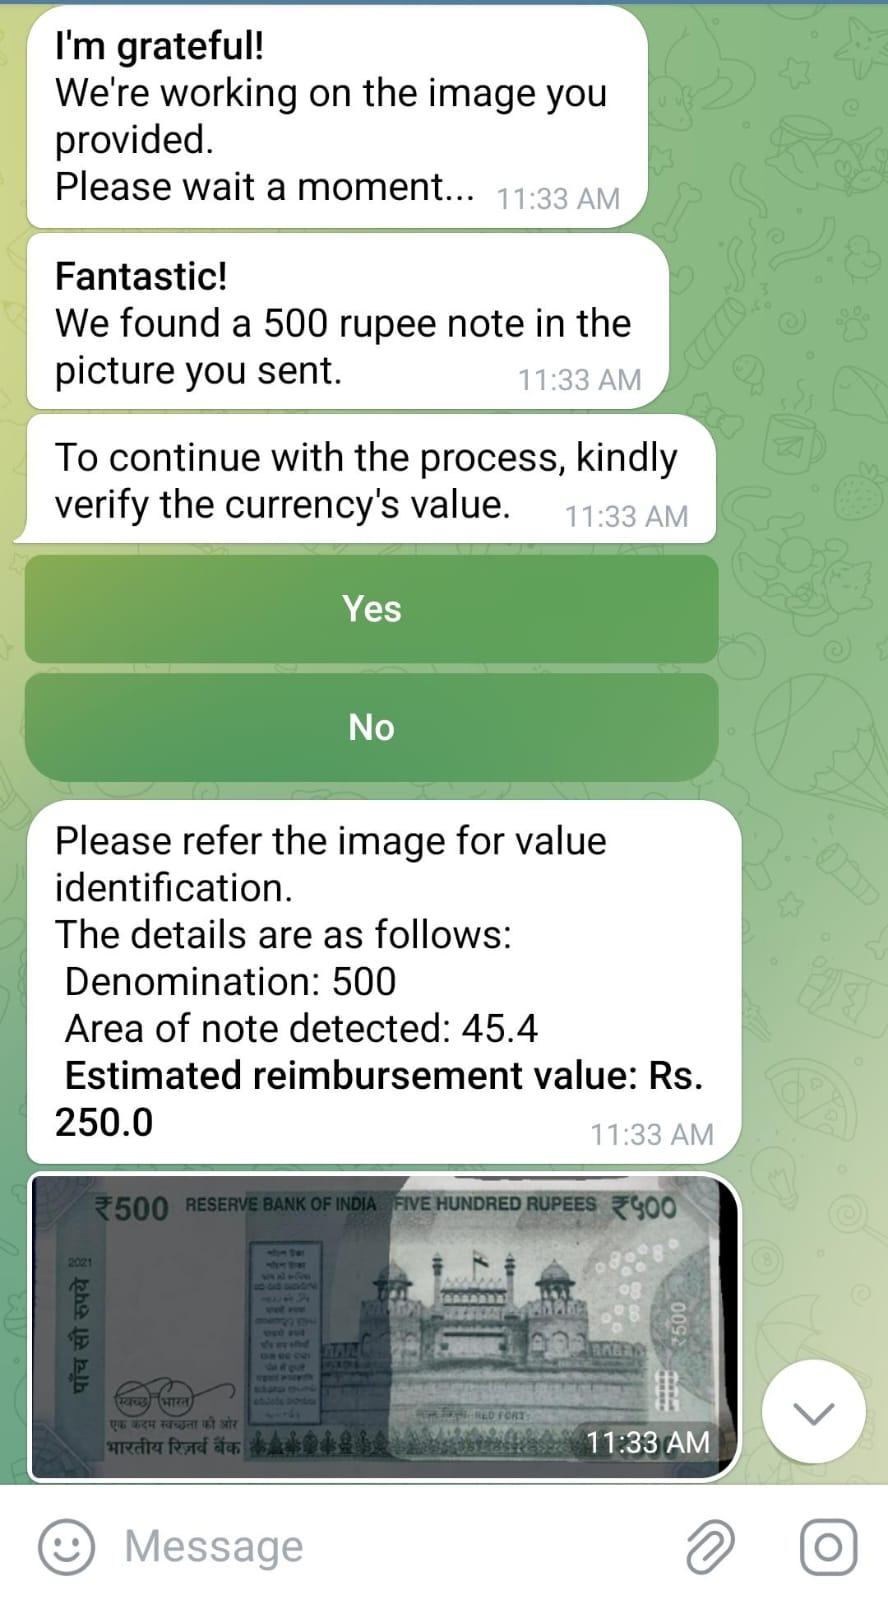 I'm grateful!
We're working on the image you
provided.
Please wait a moment... 11:33 AM
Fantastic!
We found a 500 rupee note in the
picture you sent. 11:33 AM
To continue with the process, kindly
verify the currency's value. 11:33 AM
Yes
No
Please refer the image for value
identification.
The details are as follows:
Denomination: 500
Area of note detected: 45.4
Estimated reimbursement value: Rs.
250.0 11:33 AM
₹500 RESERVE BANK OF INDIA FIVE HUNDRED RUPEES ₹500
2021
पाँच सौ रुपये
₹500
स्वच्छ भारत
एक कदम स्वच्छता की ओर
भारतीय रिज़र्व बैंक
RED FORT
11:33 AM
Message